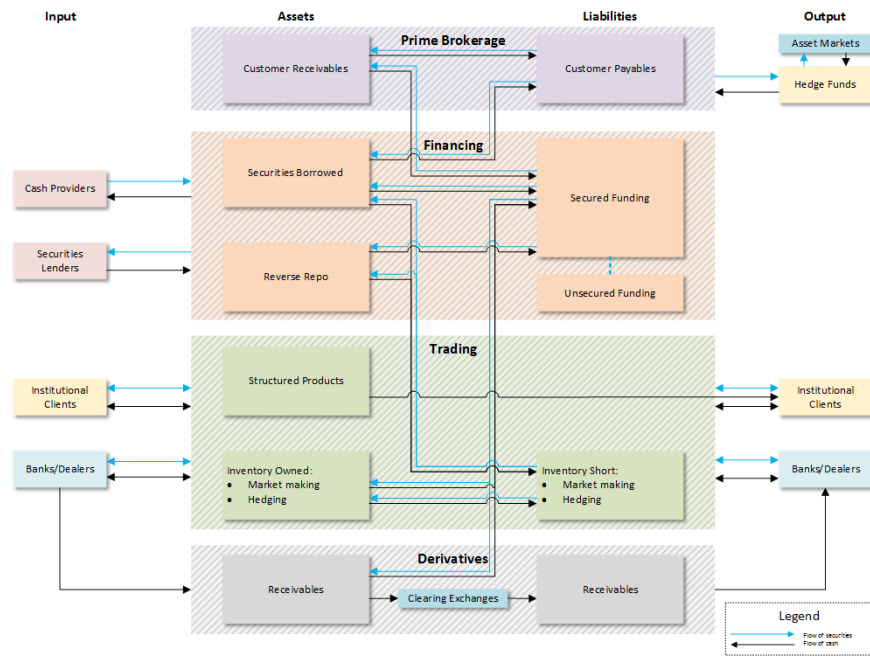 Input
Assets
Liabilities
Output
Prime Brokerage
Customer Receivables
Customer Payables
Asset Markets
Hedge Funds
Financing
Cash Providers
Securities Borrowed
Secured Funding
Securities
Lenders
Reverse Repo
Unsecured Funding
Trading
Structured Products
Institutional
Clients
Institutional
Clients
Banks/Dealers
Inventory Owned:
• Market making
• Hedging
Inventory Short:
• Market making
• Hedging
Banks/Dealers
Derivatives
Receivables
Clearing Exchanges
Receivables
Legend
Flow of securities
Flow of cash